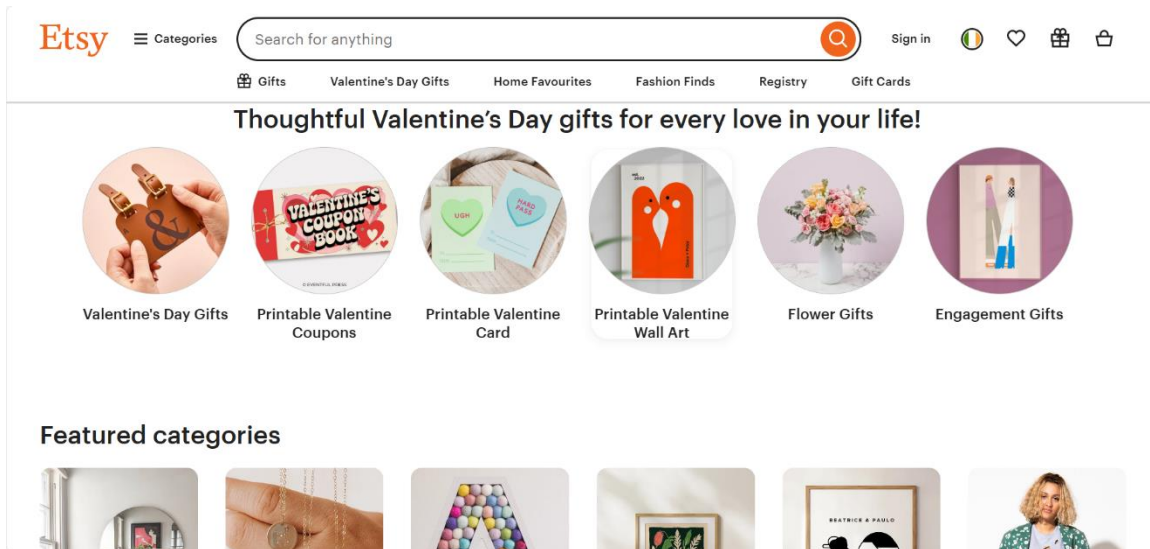 Etsy
Categories
Search for anything
Sign in
Gifts
Valentine's Day Gifts
Home Favourites
Fashion Finds
Registry
Gift Cards
Thoughtful Valentine’s Day gifts for every love in your life!
&
VALENTINE'S
COUPON
BOOK
UGH
HARD
PASS
est.
Valentine's Day Gifts
Printable Valentine
Coupons
Printable Valentine
Card
Printable Valentine
Wall Art
Flower Gifts
Engagement Gifts
Featured categories
BEATRICE & PAULO